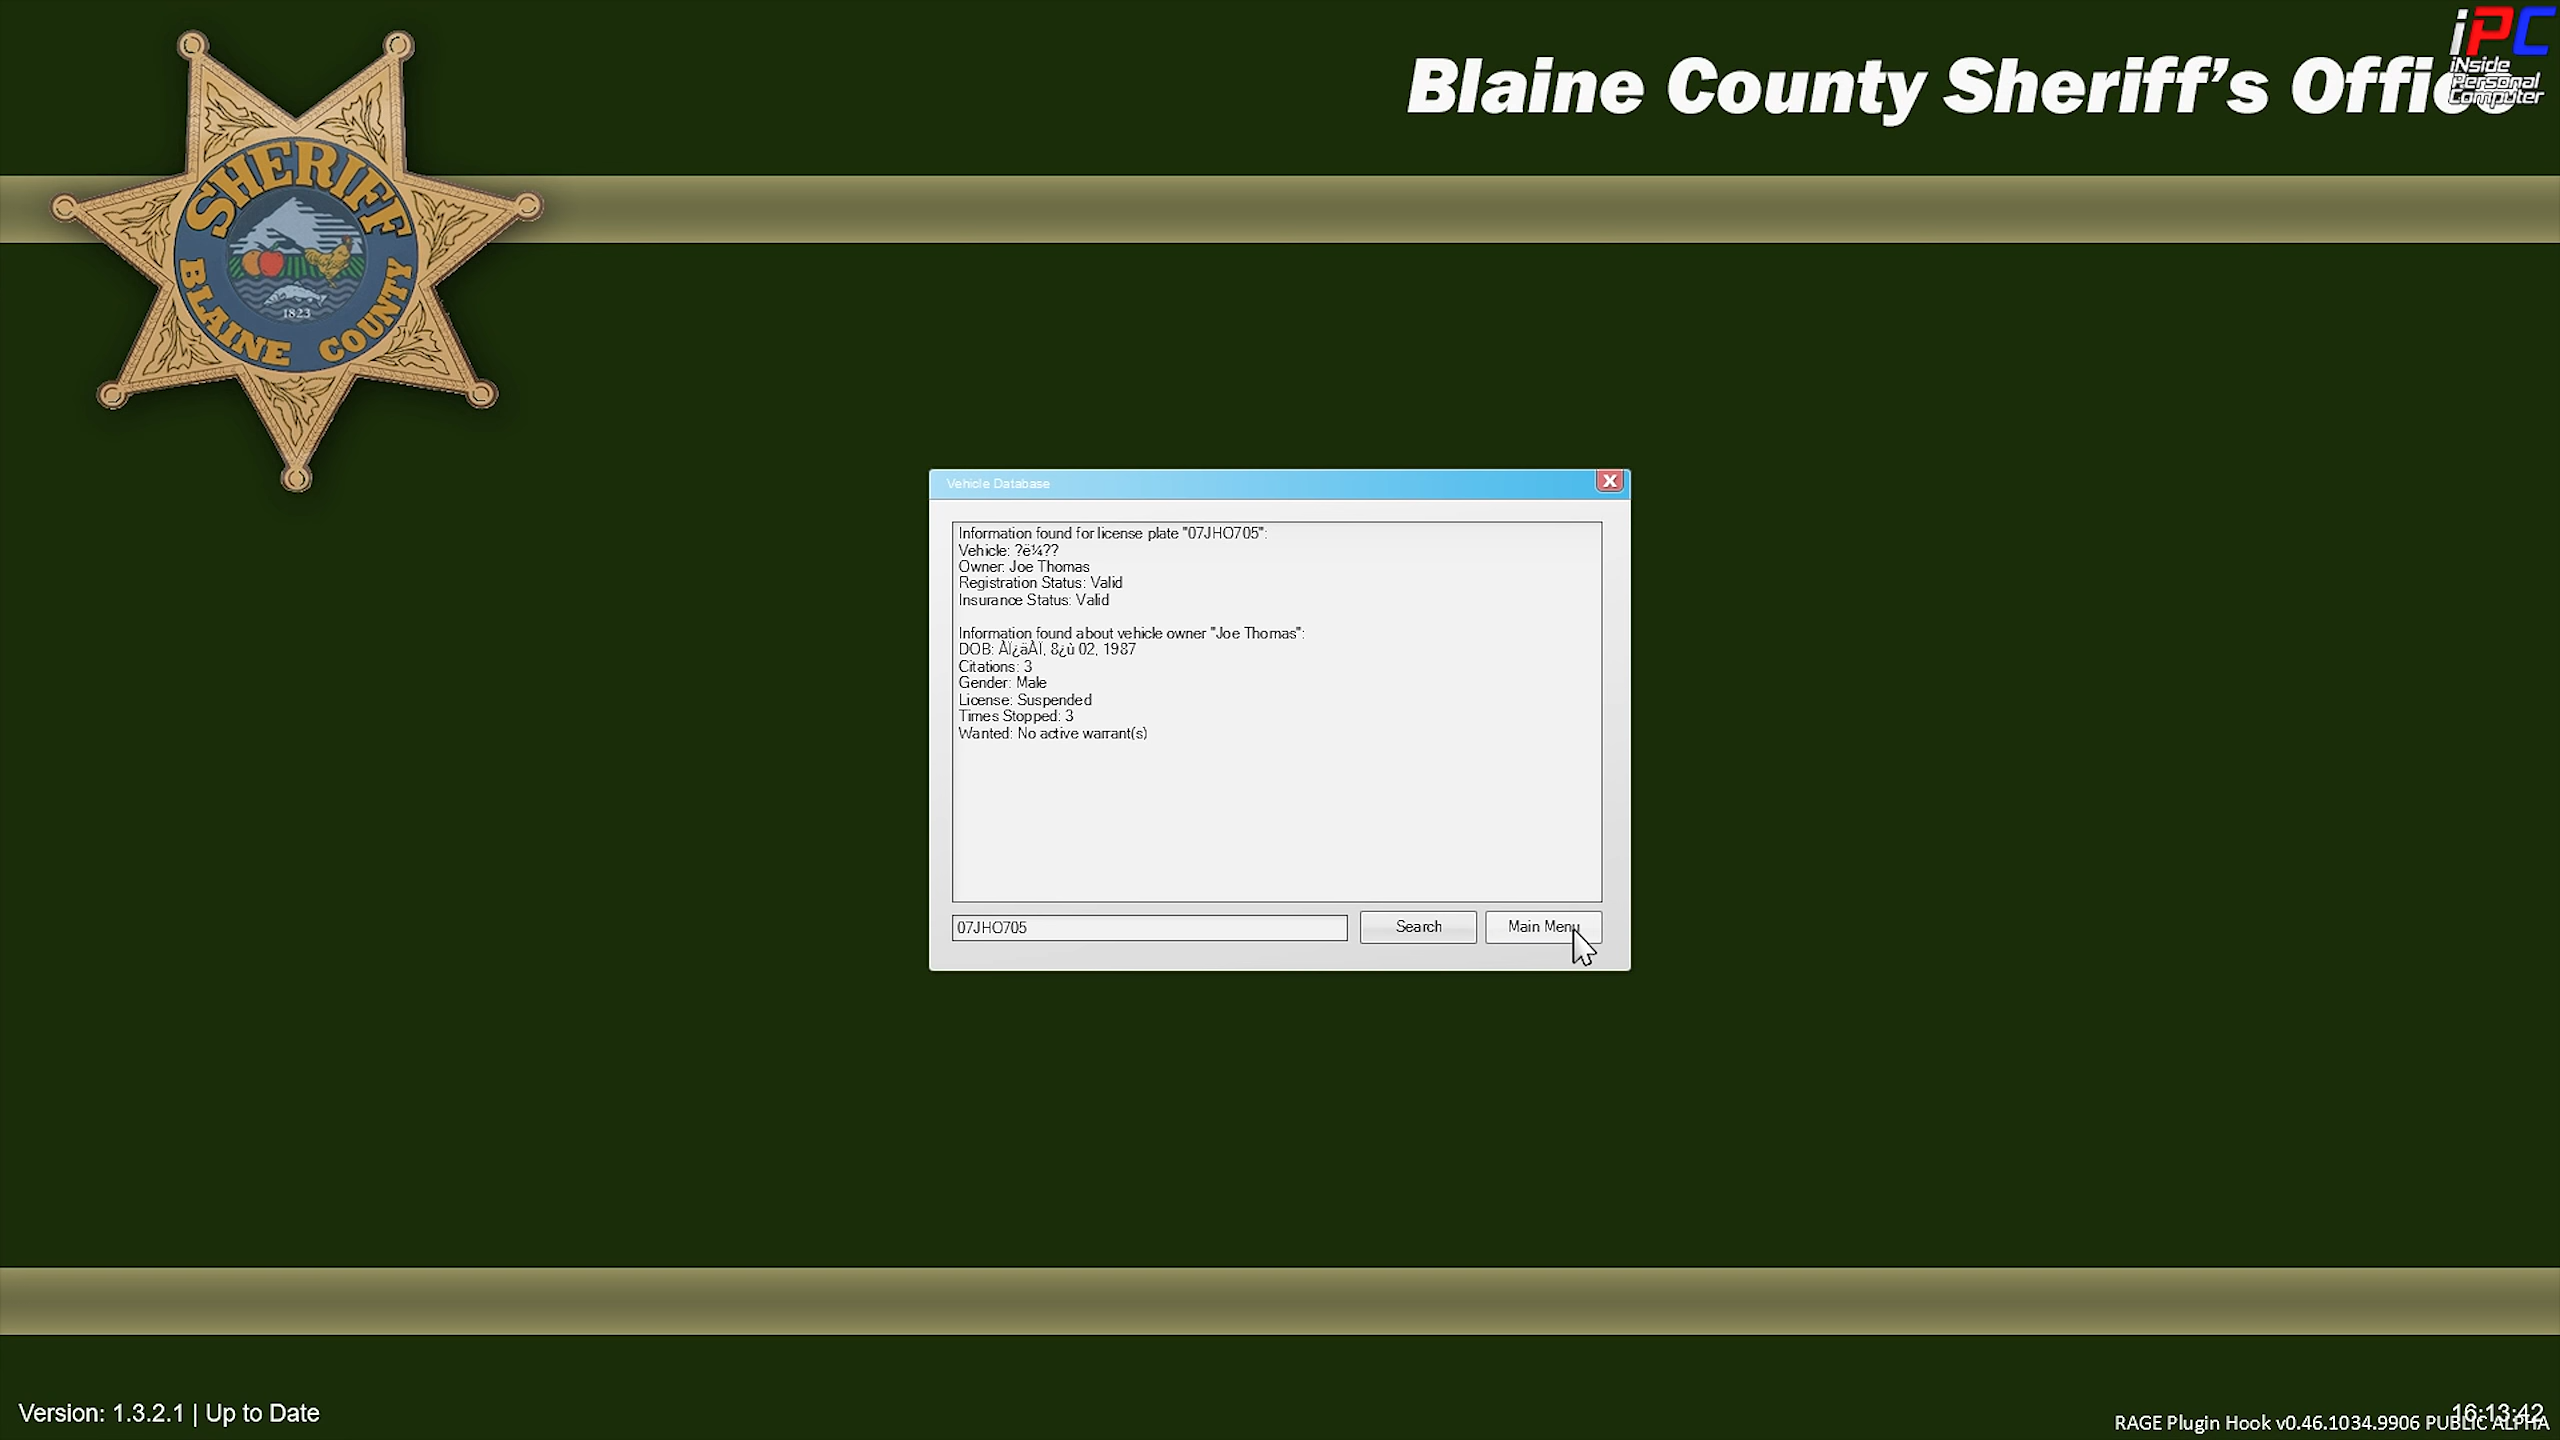 SHERIFF
BLAINE COUNTY
1823
Blaine County Sheriff's Office
iPC
iNside
Personal
Computer
Vehicle Database
X
Information found for license plate "07JHO705":
Vehicle: ?ë¼??
Owner: Joe Thomas
Registration Status: Valid
Insurance Status: Valid
Information found about vehicle owner "Joe Thomas":
DOB: ÀÏ¿äÀÏ, 8¿ù 02, 1987
Citations: 3
Gender: Male
License: Suspended
Times Stopped: 3
Wanted: No active warrant(s)
07JHO705
Search
Main Menu
Version: 1.3.2.1 | Up to Date
16:13:42
RAGE Plugin Hook v0.46.1034.9906 PUBLIC ALPHA